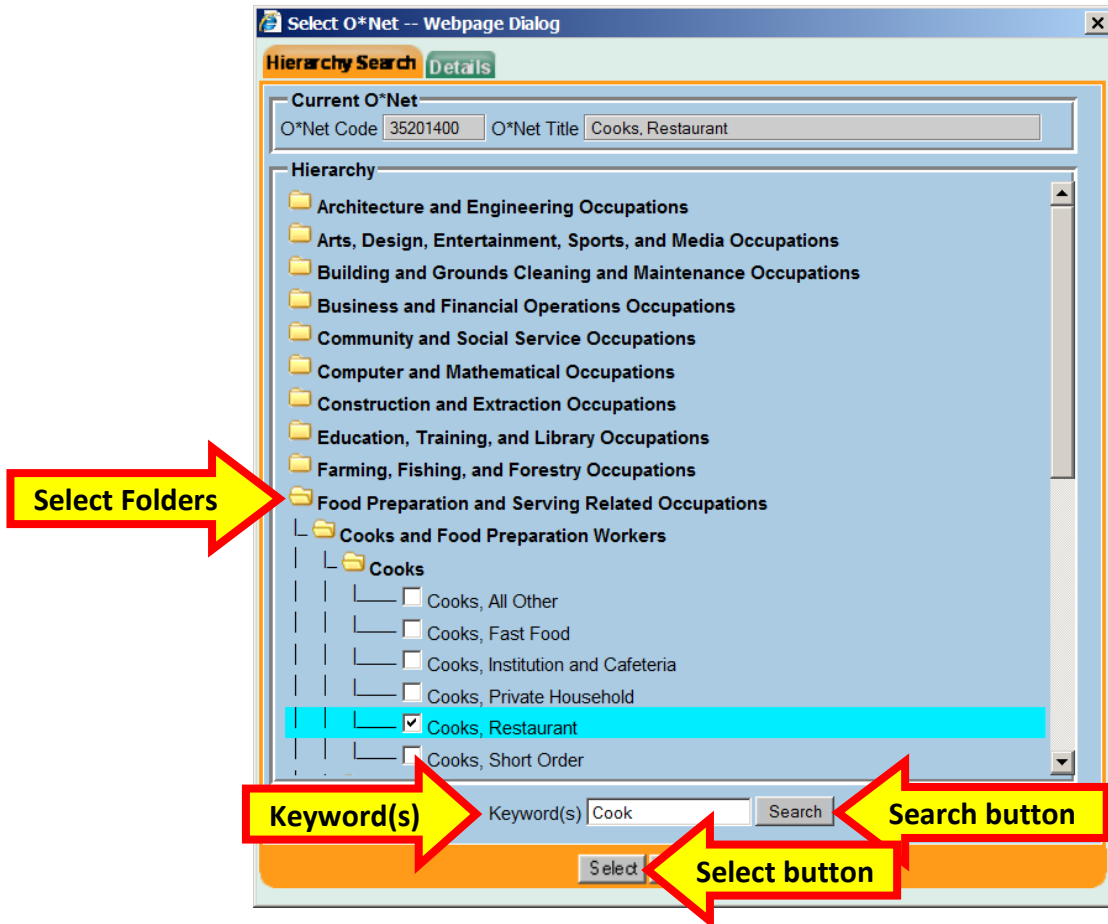 Select O*Net -- Webpage Dialog
Hierarchy Search Details
Current O*Net
O*Net Code 35201400 O*Net Title Cooks, Restaurant
Hierarchy
Architecture and Engineering Occupations
Arts, Design, Entertainment, Sports, and Media Occupations
Building and Grounds Cleaning and Maintenance Occupations
Business and Financial Operations Occupations
Community and Social Service Occupations
Computer and Mathematical Occupations
Construction and Extraction Occupations
Education, Training, and Library Occupations
Farming, Fishing, and Forestry Occupations
Select Folders Food Preparation and Serving Related Occupations
Cooks and Food Preparation Workers
Cooks
Cooks, All Other
Cooks, Fast Food
Cooks, Institution and Cafeteria
Cooks, Private Household
Cooks, Restaurant
Cooks, Short Order
Keyword(s) Keyword(s) Cook Search Search button
Select Select button